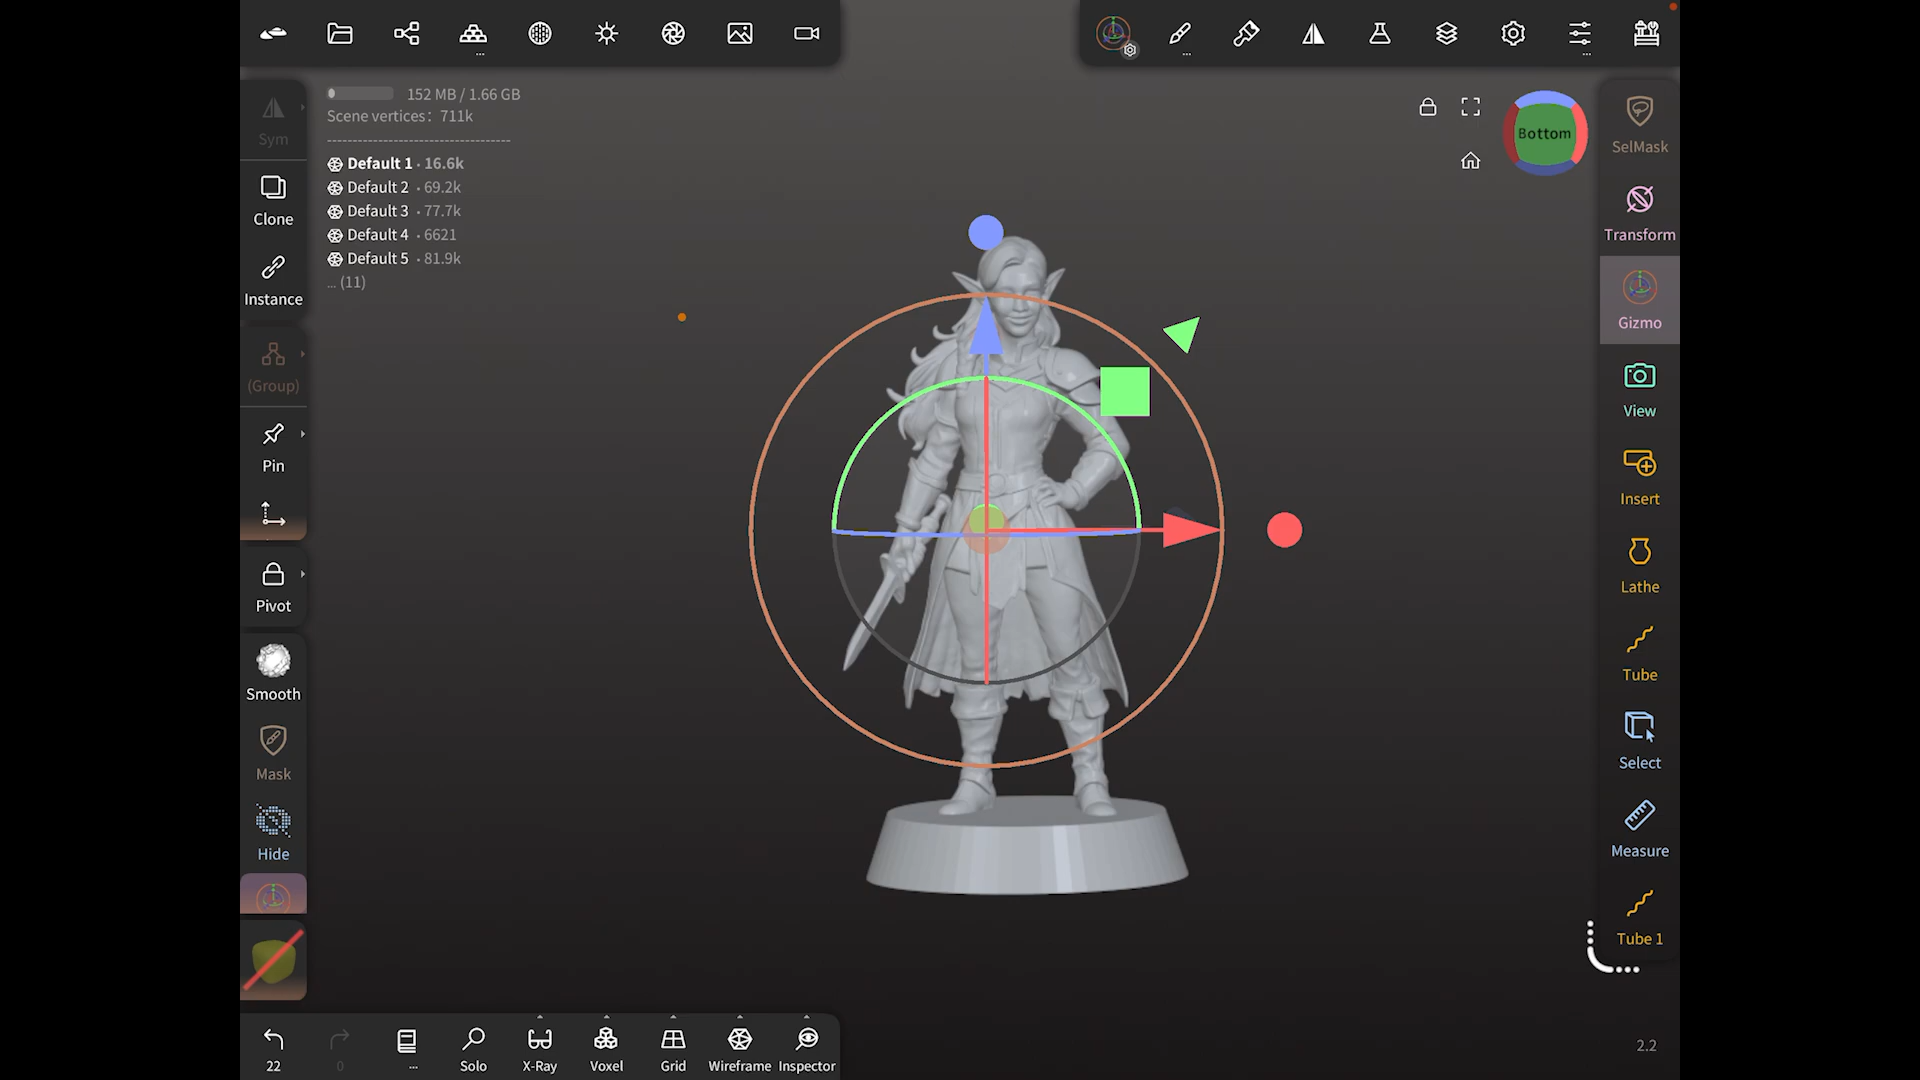 152 MB / 1.66 GB
Scene vertices: 711k
------------------------------------
Default 1 · 16.6k
Default 2 · 69.2k
Default 3 · 77.7k
Default 4 · 6621
Default 5 · 81.9k
... (11)
Sym
Clone
Instance
(Group)
Pin
Pivot
Smooth
Mask
Hide
Bottom
SelMask
Transform
Gizmo
View
Insert
Lathe
Tube
Select
Measure
Tube 1
22
0
...
Solo
X-Ray
Voxel
Grid
Wireframe
Inspector
2.2